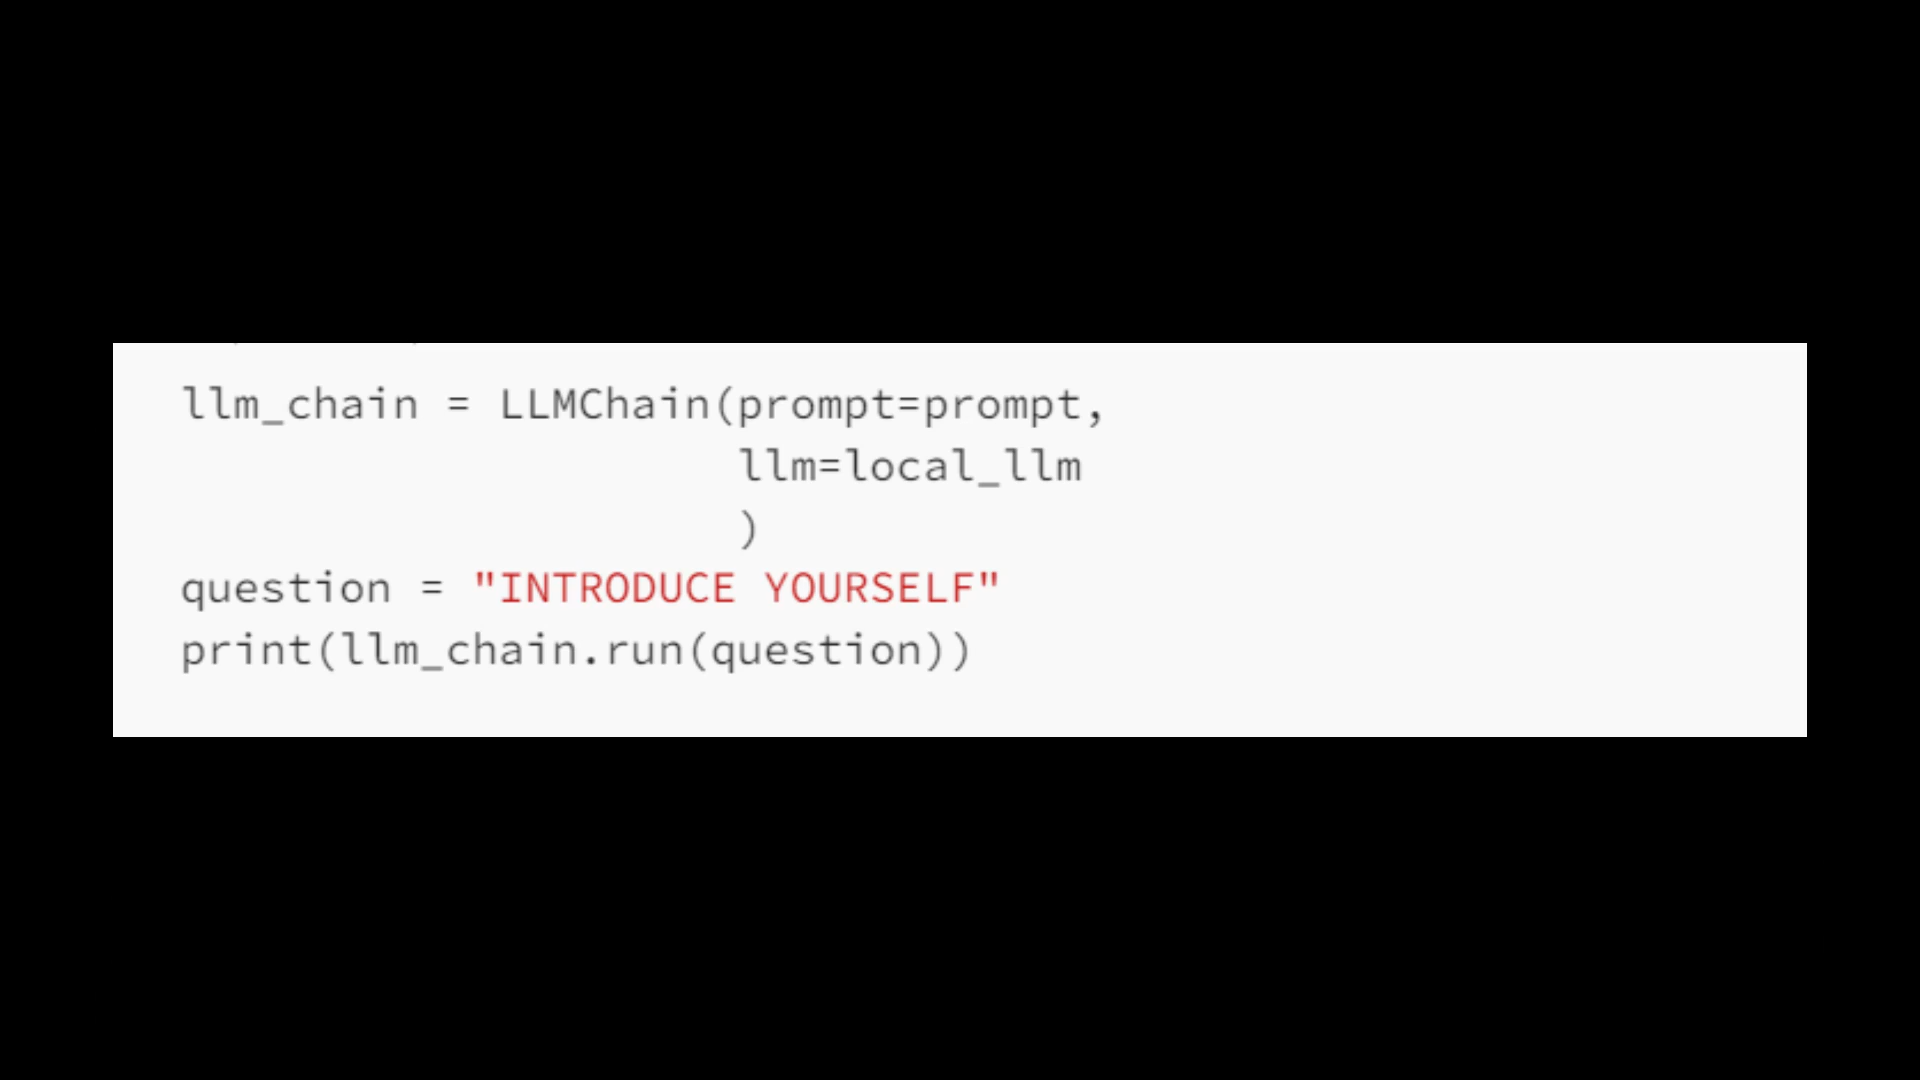 llm_chain = LLMChain(prompt=prompt,
                     llm=local_llm
                     )
question = "INTRODUCE YOURSELF"
print(llm_chain.run(question))